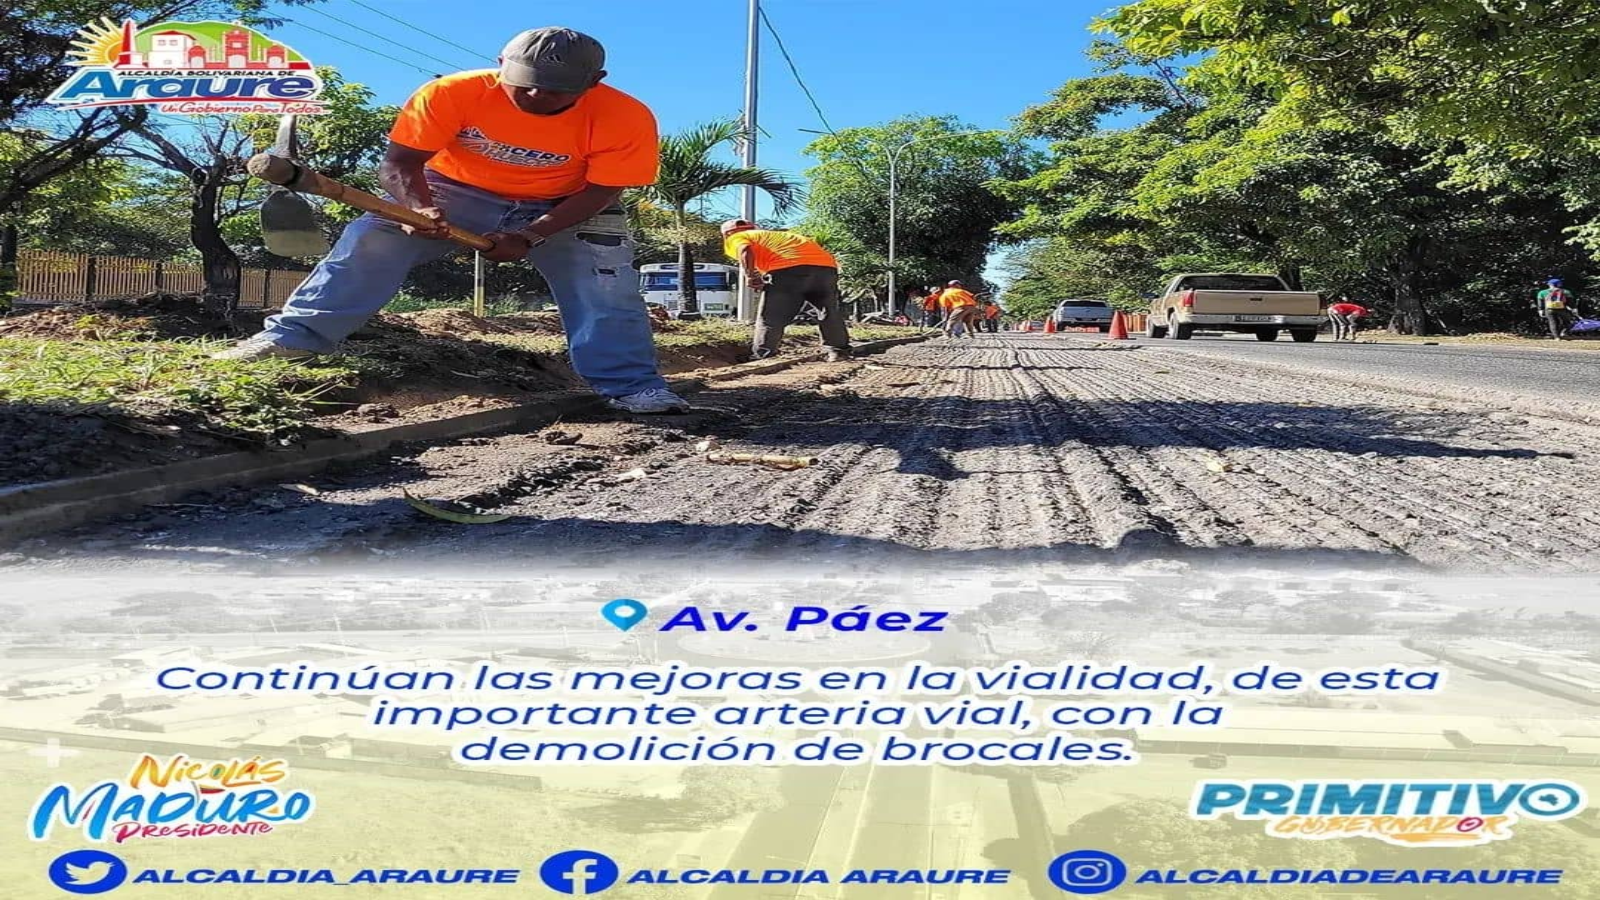 ALCALDÍA BOLIVARIANA DE
Araure
Un Gobierno Para Todos
Av. Páez
Continúan las mejoras en la vialidad, de esta
importante arteria vial, con la
demolición de brocales.
Nicolás
MADURO
Presidente
PRIMITIVO
GOBERNADOR
ALCALDIA_ARAURE
ALCALDIA ARAURE
ALCALDIADEARAURE